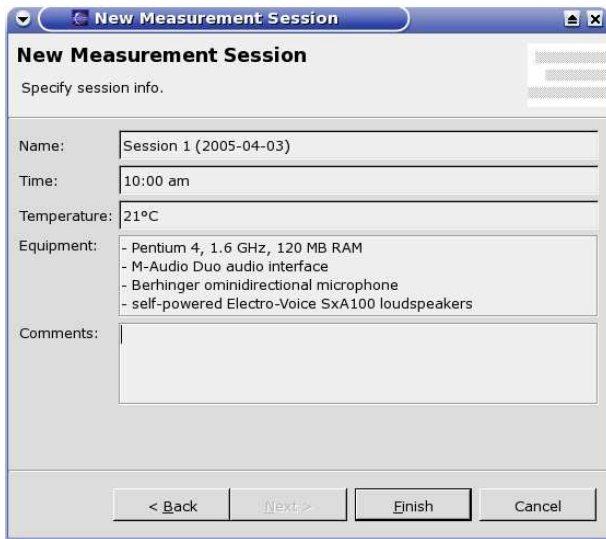 New Measurement Session
New Measurement Session
Specify session info.
Name: Session 1 (2005-04-03)
Time: 10:00 am
Temperature: 21°C
Equipment: - Pentium 4, 1.6 GHz, 120 MB RAM
- M-Audio Duo audio interface
- Berhinger ominidirectional microphone
- self-powered Electro-Voice SxA100 loudspeakers
Comments:
< Back Next > Finish Cancel